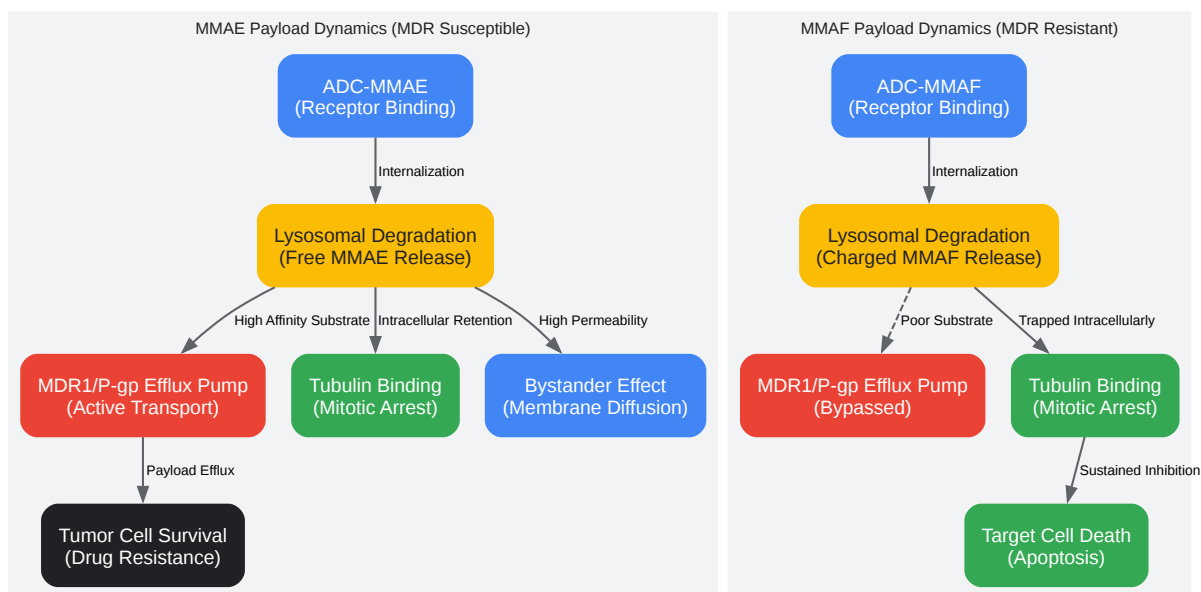 MMAE Payload Dynamics (MDR Susceptible)
ADC-MMAE
(Receptor Binding)
Internalization
Lysosomal Degradation
(Free MMAE Release)
High Affinity Substrate
Intracellular Retention
High Permeability
MDR1/P-gp Efflux Pump
(Active Transport)
Tubulin Binding
(Mitotic Arrest)
Bystander Effect
(Membrane Diffusion)
Payload Efflux
Tumor Cell Survival
(Drug Resistance)
MMAF Payload Dynamics (MDR Resistant)
ADC-MMAF
(Receptor Binding)
Internalization
Lysosomal Degradation
(Charged MMAF Release)
Poor Substrate
Trapped Intracellularly
MDR1/P-gp Efflux Pump
(Bypassed)
Tubulin Binding
(Mitotic Arrest)
Sustained Inhibition
Target Cell Death
(Apoptosis)